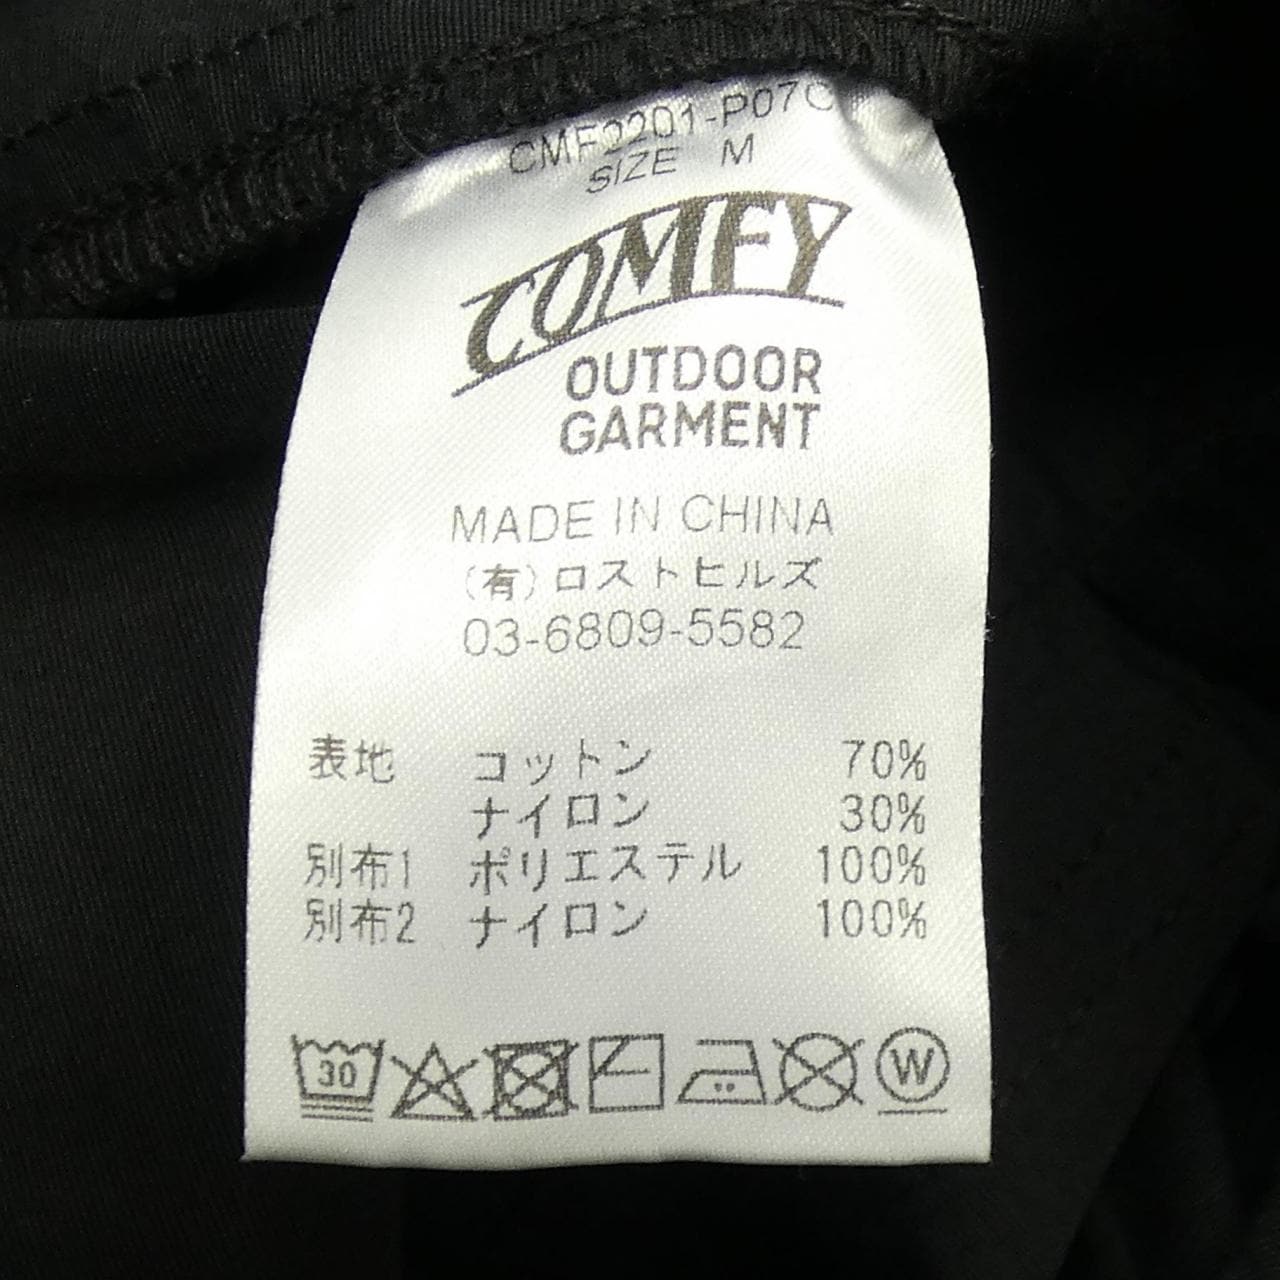 CMF2201-P07C
SIZE M
COMFY
OUTDOOR
GARMENT
MADE IN CHINA
(有)ロストヒルズ
03-6809-5582
表地 コットン 70%
ナイロン 30%
別布1 ポリエステル 100%
別布2 ナイロン 100%
30 W